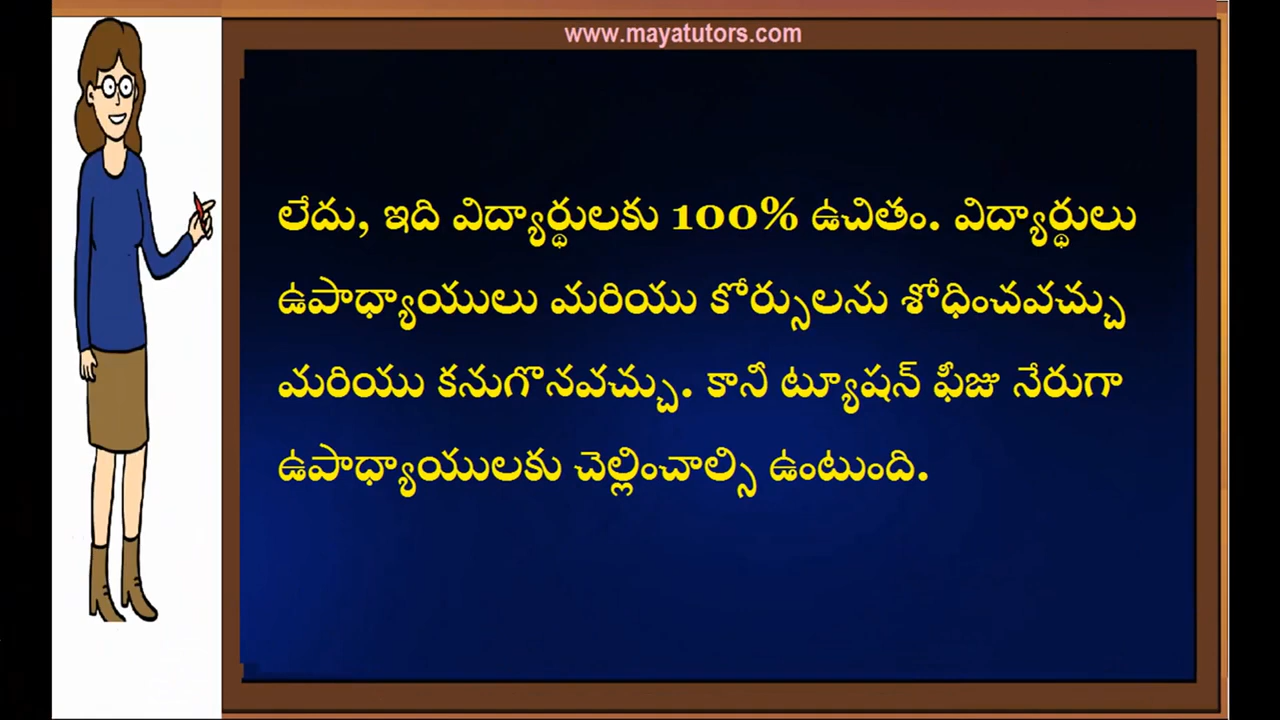 www.mayatutors.com
లేదు, ఇది విద్యార్థులకు 100% ఉచితం. విద్యార్థులు
ఉపాధ్యాయులు మరియు కోర్సులను శోధించవచ్చు
మరియు కనుగొనవచ్చు. కానీ ట్యూషన్ ఫీజు నేరుగా
ఉపాధ్యాయులకు చెల్లించాల్సి ఉంటుంది.